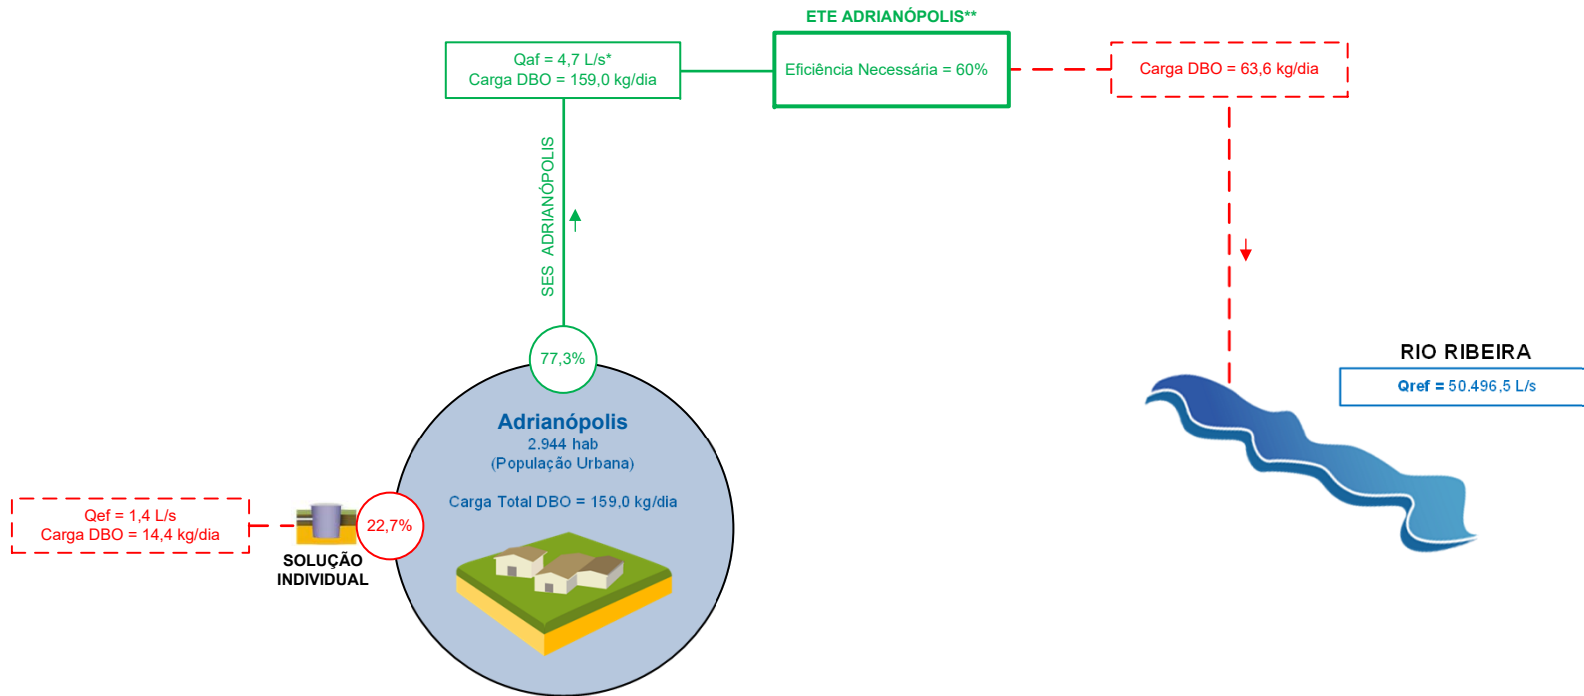 ETE ADRIANÓPOLIS**
Qaf = 4,7 L/s*
Carga DBO = 159,0 kg/dia
Eficiência Necessária = 60%
Carga DBO = 63,6 kg/dia
SES ADRIANÓPOLIS
RIO RIBEIRA
Qref = 50.496,5 L/s
77,3%
Adrianópolis
2.944 hab
(População Urbana)
Carga Total DBO = 159,0 kg/dia
Qef = 1,4 L/s
Carga DBO = 14,4 kg/dia
22,7%
SOLUÇÃO
INDIVIDUAL